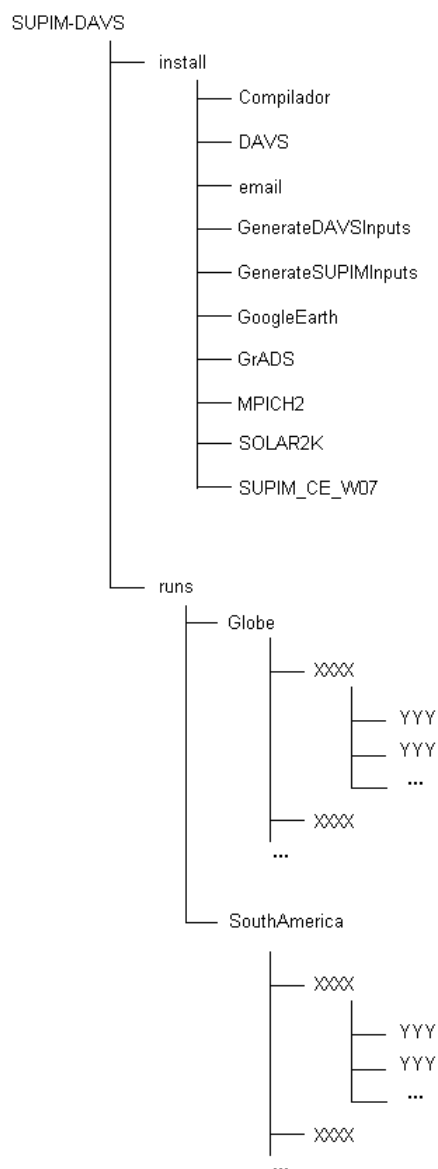 SUPIM-DAVS
install
Compilador
DAVS
email
GenerateDAVSInputs
GenerateSUPIMInputs
GoogleEarth
GrADS
MPICH2
SOLAR2K
SUPIM_CE_W07
runs
Globe
XXXX
YYY
YYY
...
XXXX
...
SouthAmerica
XXXX
YYY
YYY
...
XXXX
...